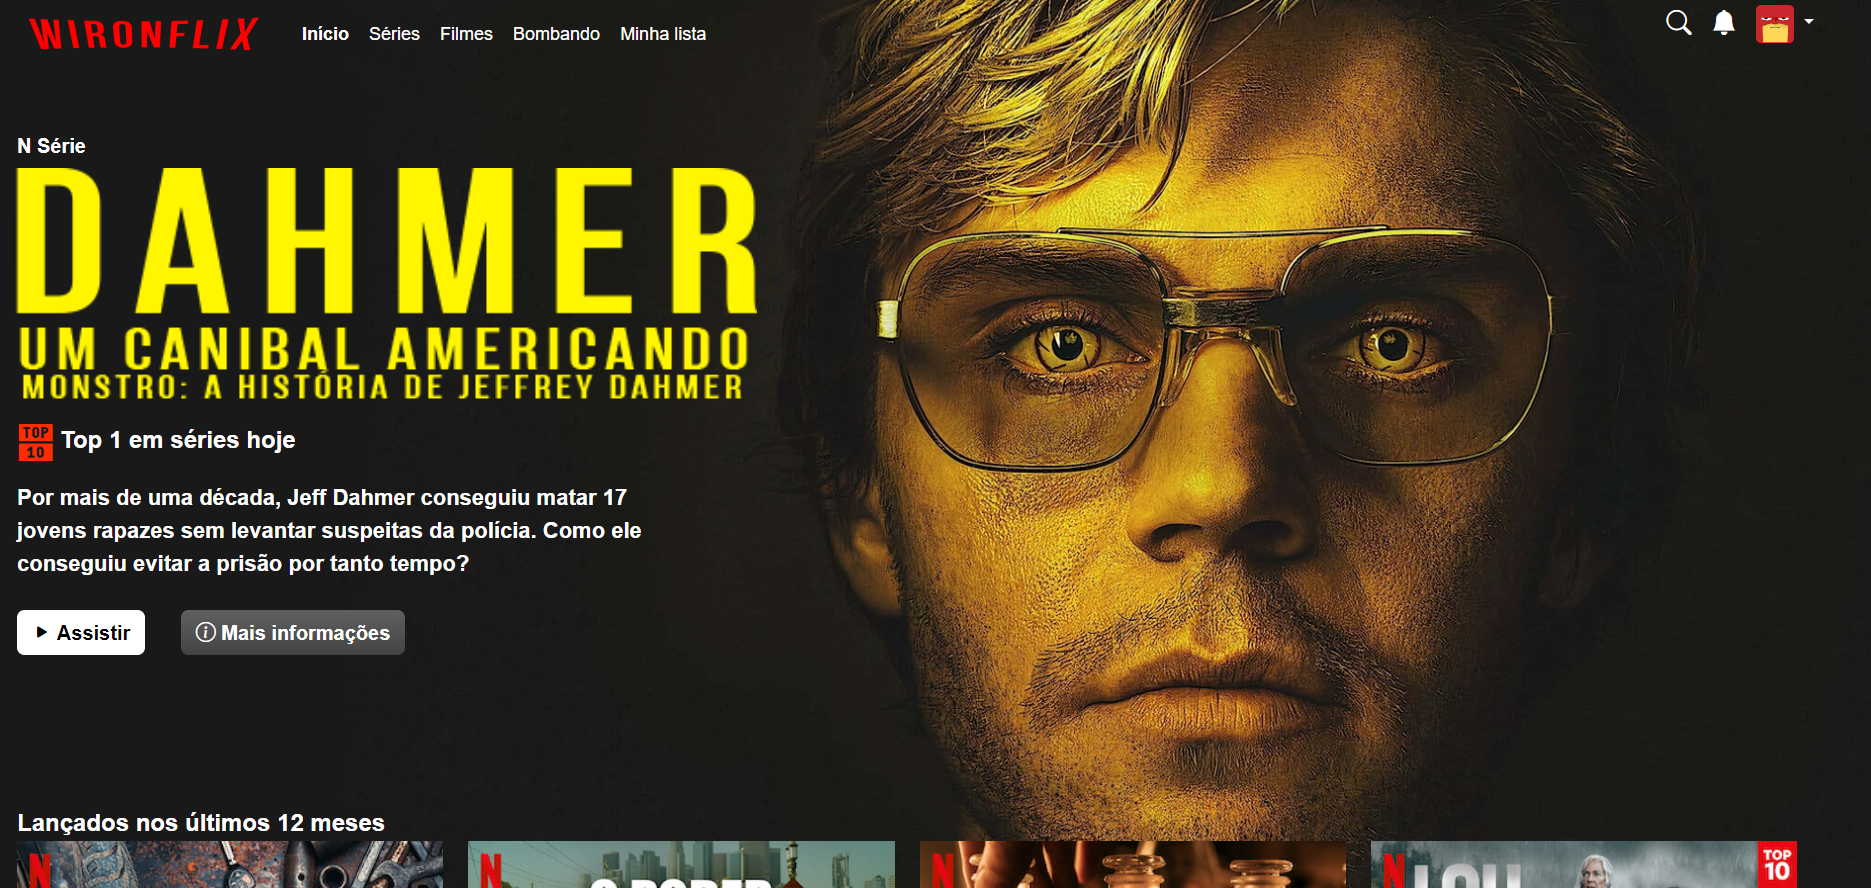 WIRONFLIX
Início Séries Filmes Bombando Minha lista
N Série
DAHMER
UM CANIBAL AMERICANDO
MONSTRO: A HISTÓRIA DE JEFFREY DAHMER
TOP 10
Top 1 em séries hoje
Por mais de uma década, Jeff Dahmer conseguiu matar 17
jovens rapazes sem levantar suspeitas da polícia. Como ele
conseguiu evitar a prisão por tanto tempo?
Assistir
Mais informações
Lançados nos últimos 12 meses
N
N
O PODER
N
N
LOU
TOP
10